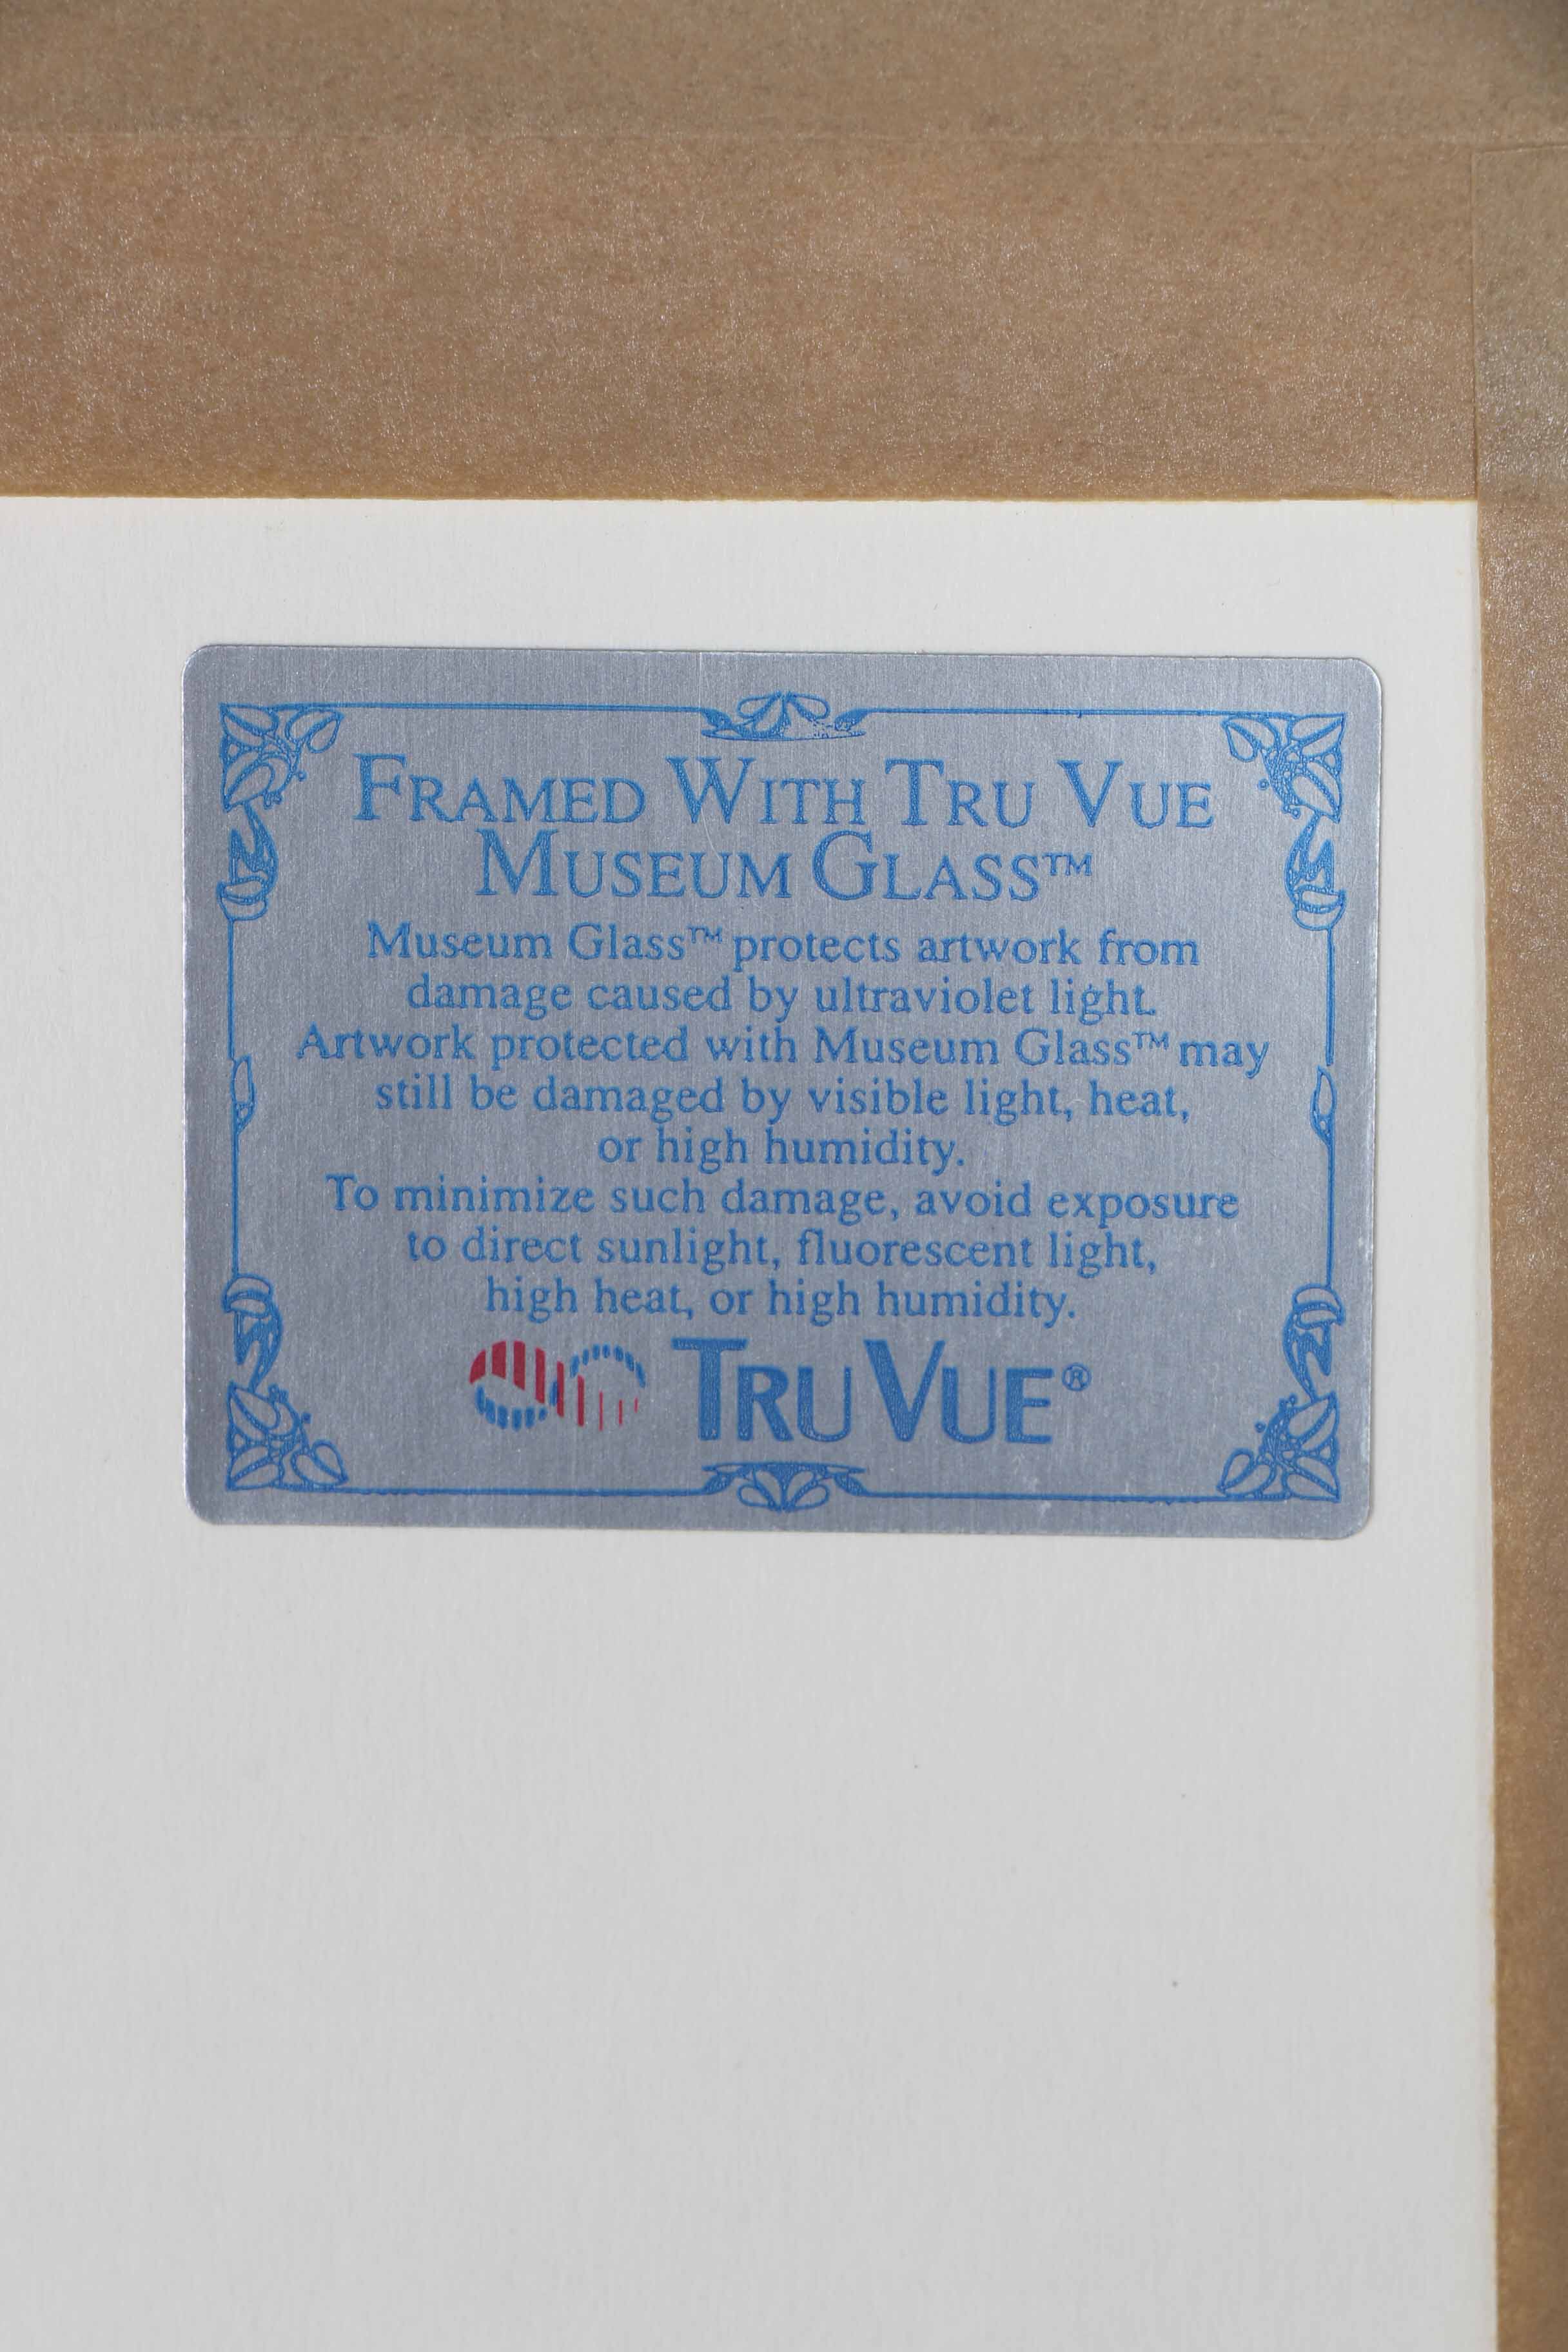 FRAMED WITH TRU VUE
MUSEUM GLASS™
Museum Glass™ protects artwork from
damage caused by ultraviolet light.
Artwork protected with Museum Glass™ may
still be damaged by visible light, heat,
or high humidity.
To minimize such damage, avoid exposure
to direct sunlight, fluorescent light,
high heat, or high humidity.
TRU VUE®